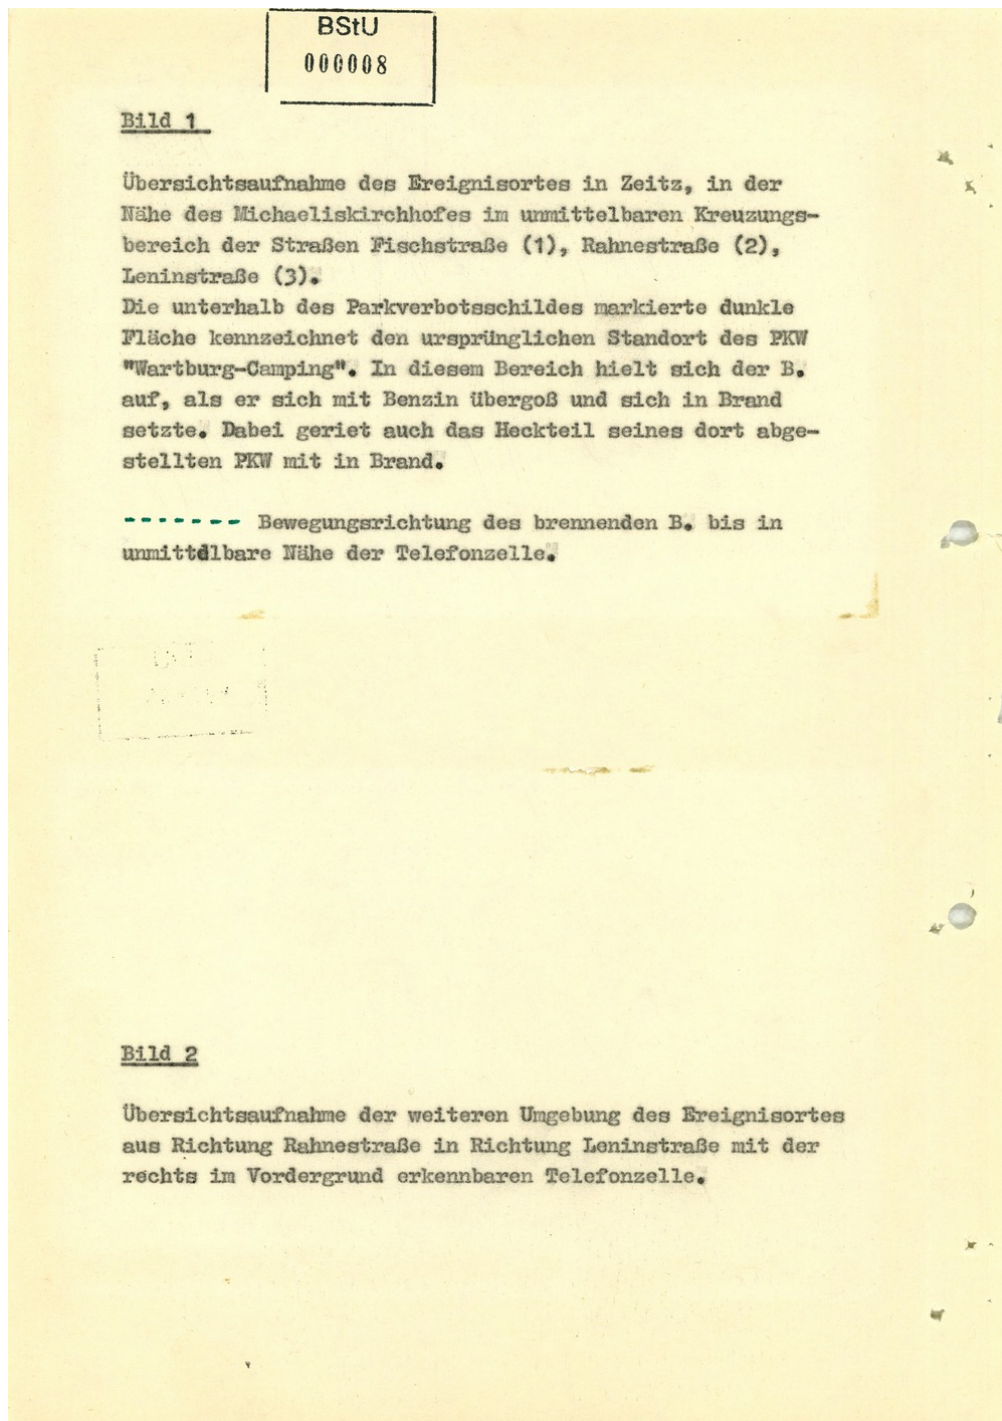 BStU
000008
Bild 1
Übersichtsaufnahme des Ereignisortes in Zeitz, in der
Nähe des Michaeliskirchhofes im unmittelbaren Kreuzungs-
bereich der Straßen Fischstraße (1), Rahnestraße (2),
Leninstraße (3).
Die unterhalb des Parkverbotsschildes markierte dunkle
Fläche kennzeichnet den ursprünglichen Standort des PKW
"Wartburg-Camping". In diesem Bereich hielt sich der B.
auf, als er sich mit Benzin übergoß und sich in Brand
setzte. Dabei geriet auch das Heckteil seines dort abge-
stellten PKW mit in Brand.
------- Bewegungsrichtung des brennenden B. bis in
unmittelbare Nähe der Telefonzelle.
Bild 2
Übersichtsaufnahme der weiteren Umgebung des Ereignisortes
aus Richtung Rahnestraße in Richtung Leninstraße mit der
rechts im Vordergrund erkennbaren Telefonzelle.